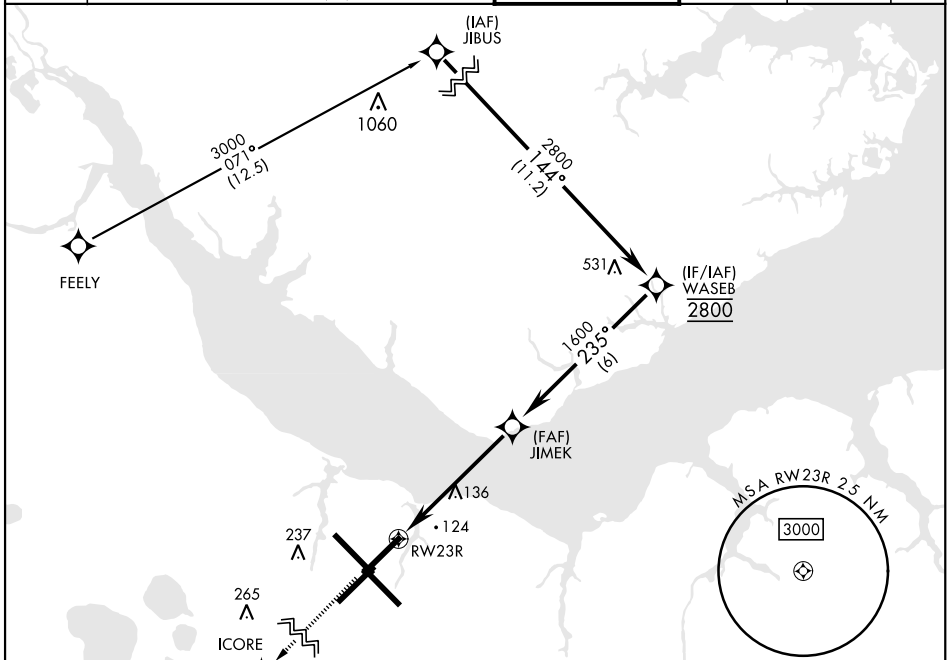 (IAF)
JIBUS
1060
3000
071°
(12.5)
2800
144°
(11.2)
FEELY
531
(IF/IAF)
WASEB
2800
1600
235°
(6)
(FAF)
JIMEK
136
124
237
RW23R
265
ICORE
MSA RW23R 25 NM
3000